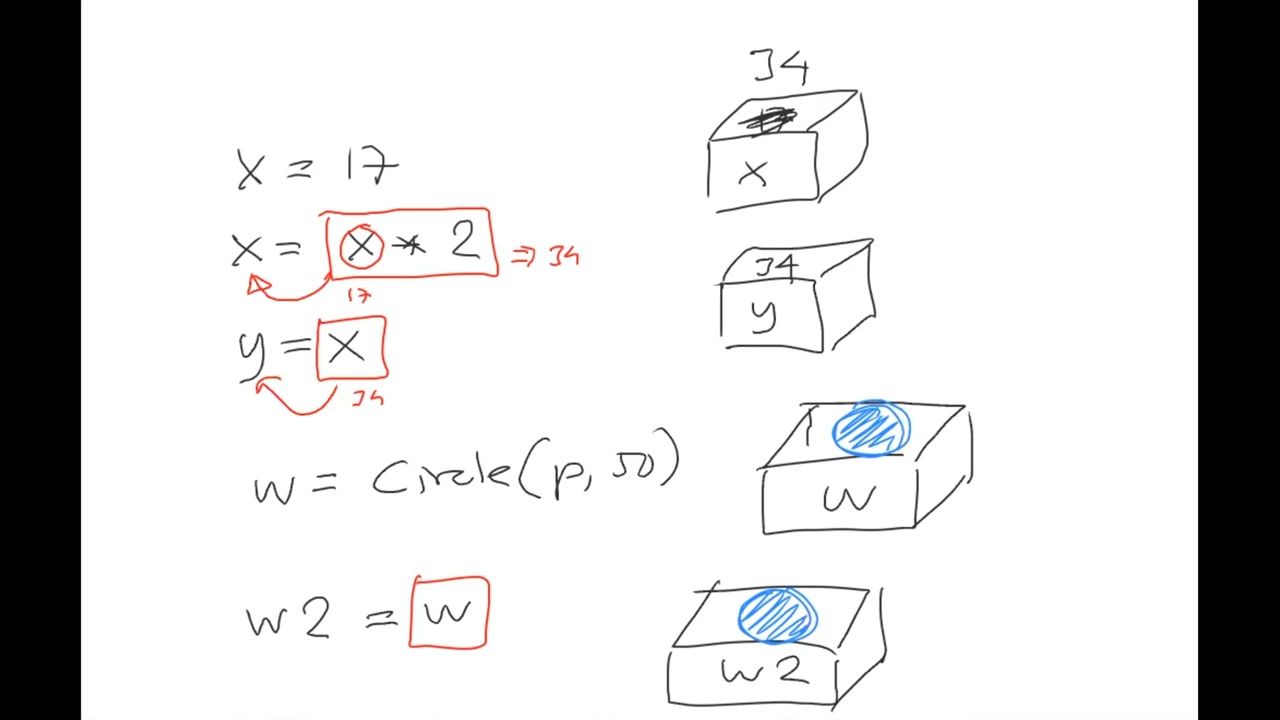 34
x
x = 17
x = x * 2 ⇒ 34
17
34
y
y = x
34
w = Circle(p, 50)
w
w2 = w
w2